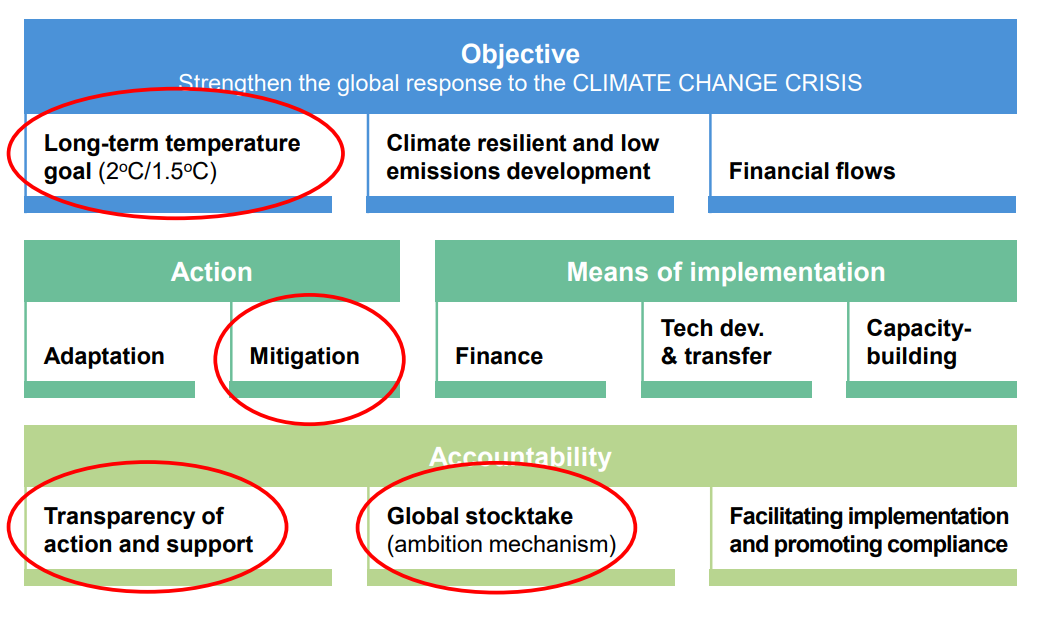 Objective
Strengthen the global response to the CLIMATE CHANGE CRISIS
Long-term temperature
goal (2ºC/1.5ºC)
Climate resilient and low
emissions development
Financial flows
Action
Means of implementation
Adaptation
Mitigation
Finance
Tech dev.
& transfer
Capacity-
building
Accountability
Transparency of
action and support
Global stocktake
(ambition mechanism)
Facilitating implementation
and promoting compliance